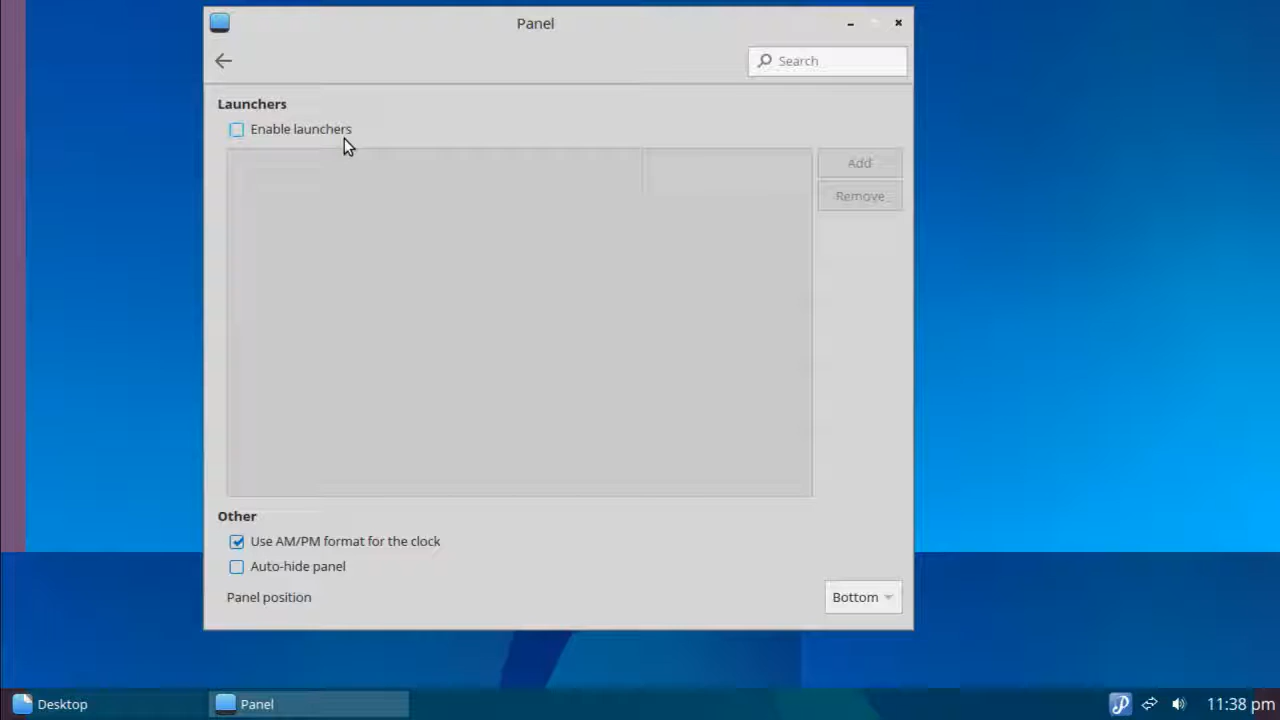 Panel
Search
Launchers
Enable launchers
Add
Remove
Other
Use AM/PM format for the clock
Auto-hide panel
Panel position
Bottom
Desktop
Panel
11:38 pm